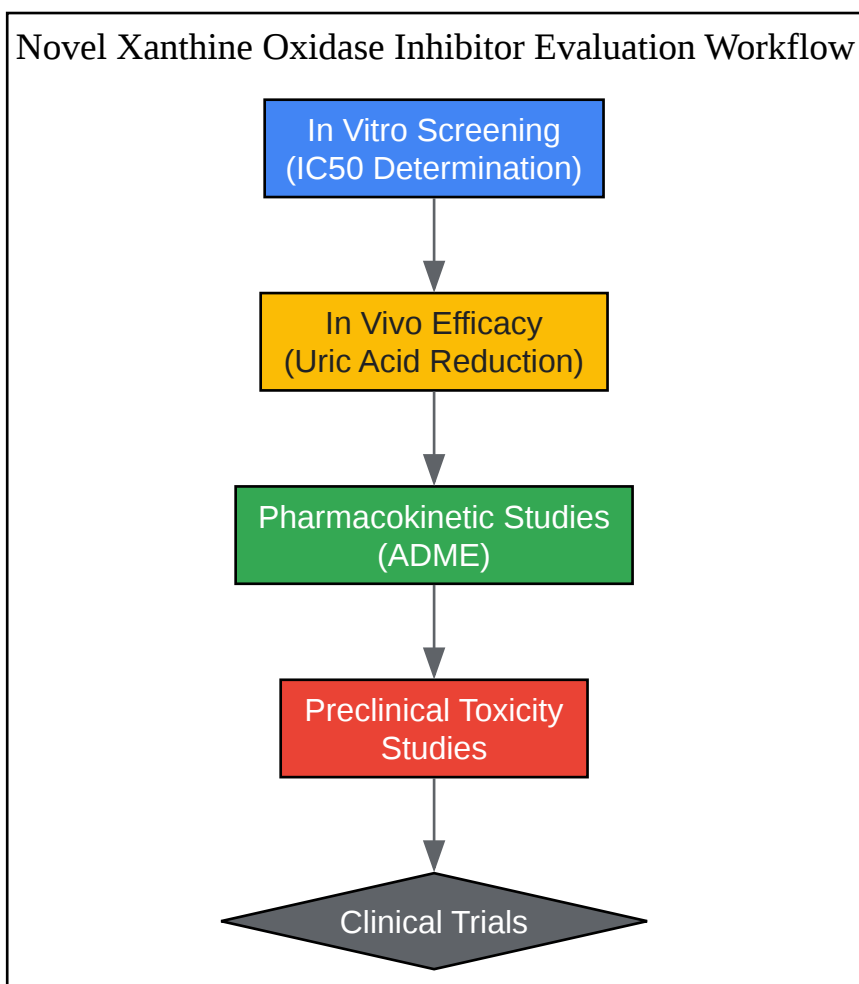 Novel Xanthine Oxidase Inhibitor Evaluation Workflow
In Vitro Screening
(IC50 Determination)
In Vivo Efficacy
(Uric Acid Reduction)
Pharmacokinetic Studies
(ADME)
Preclinical Toxicity
Studies
Clinical Trials